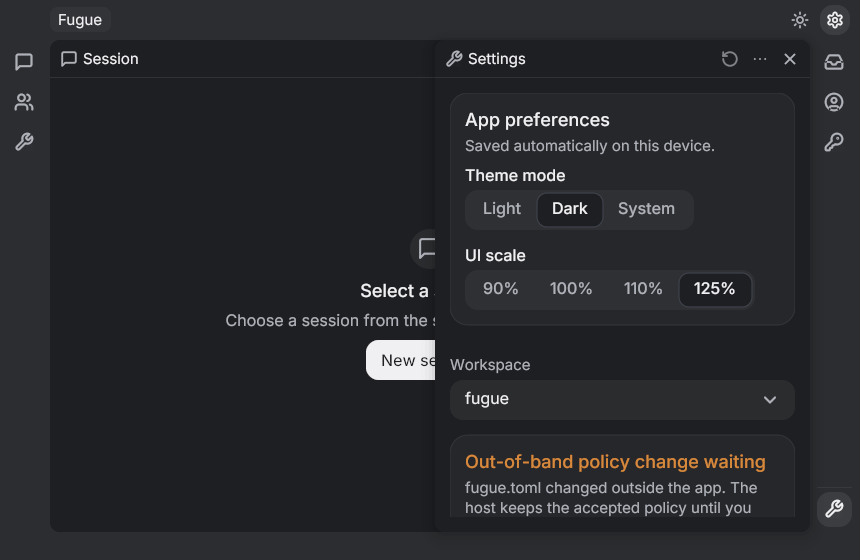 Fugue
Session
Settings
App preferences
Saved automatically on this device.
Theme mode
Light Dark System
UI scale
90% 100% 110% 125%
Select a
Choose a session from the
New se
Workspace
fugue
Out-of-band policy change waiting
fugue.toml changed outside the app. The
host keeps the accepted policy until you